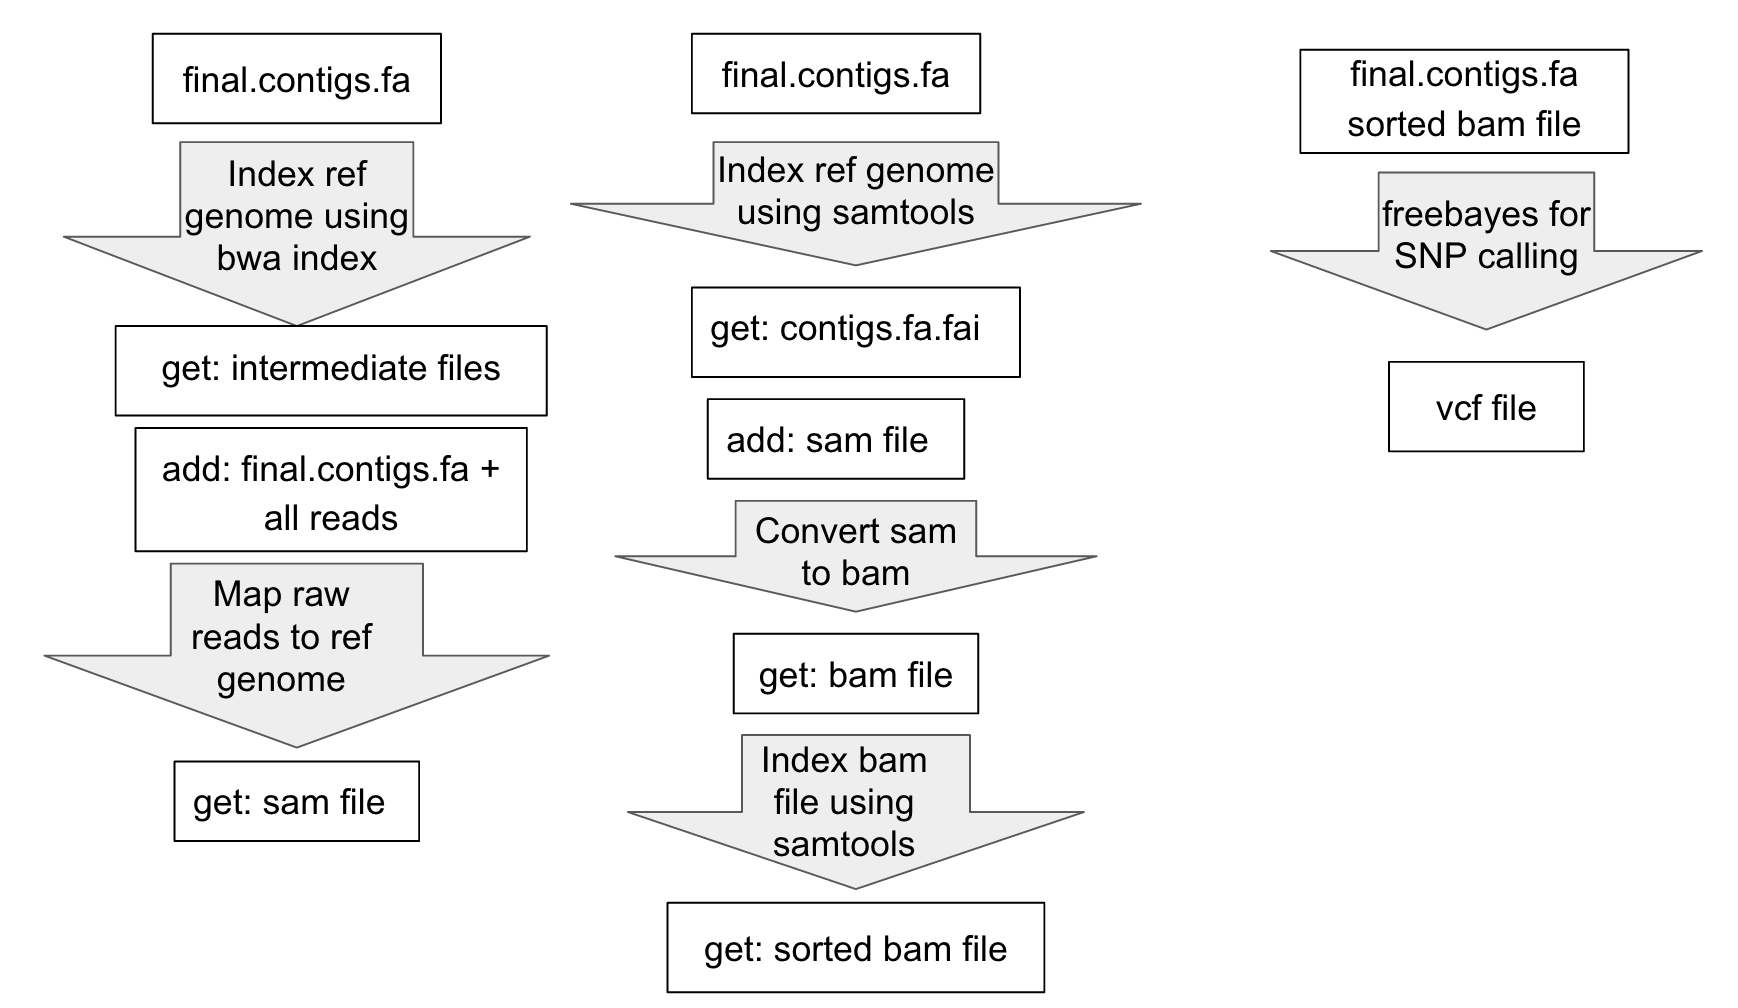 final.contigs.fa
Index ref
genome using
bwa index
get: intermediate files
add: final.contigs.fa +
all reads
Map raw
reads to ref
genome
get: sam file
final.contigs.fa
Index ref genome
using samtools
get: contigs.fa.fai
add: sam file
Convert sam
to bam
get: bam file
Index bam
file using
samtools
get: sorted bam file
final.contigs.fa
sorted bam file
freebayes for
SNP calling
vcf file